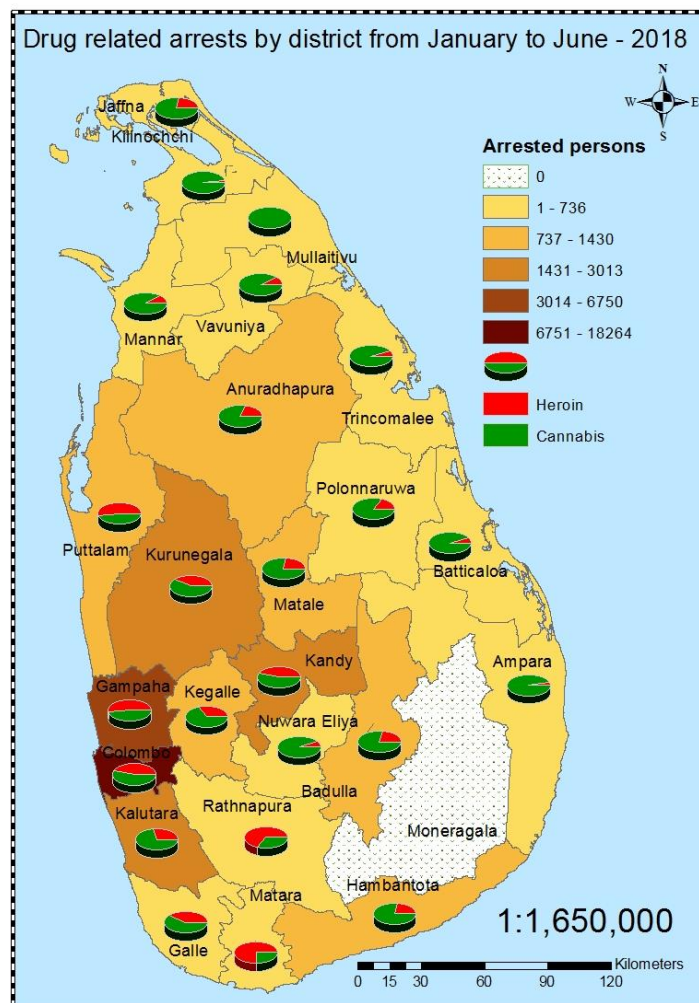 Drug related arrests by district from January to June - 2018
N
W E
S
Jaffna
Kilinochchi
Arrested persons
0
1 - 736
737 - 1430
1431 - 3013
3014 - 6750
6751 - 18264
Heroin
Cannabis
Mullaitivu
Mannar
Vavuniya
Anuradhapura
Trincomalee
Polonnaruwa
Puttalam
Kurunegala
Batticaloa
Matale
Kandy
Ampara
Gampaha
Kegalle
Nuwara Eliya
Colombo
Badulla
Rathnapura
Kalutara
Moneragala
Hambantota
Matara
Galle
1:1,650,000
Kilometers
0 15 30 60 90 120